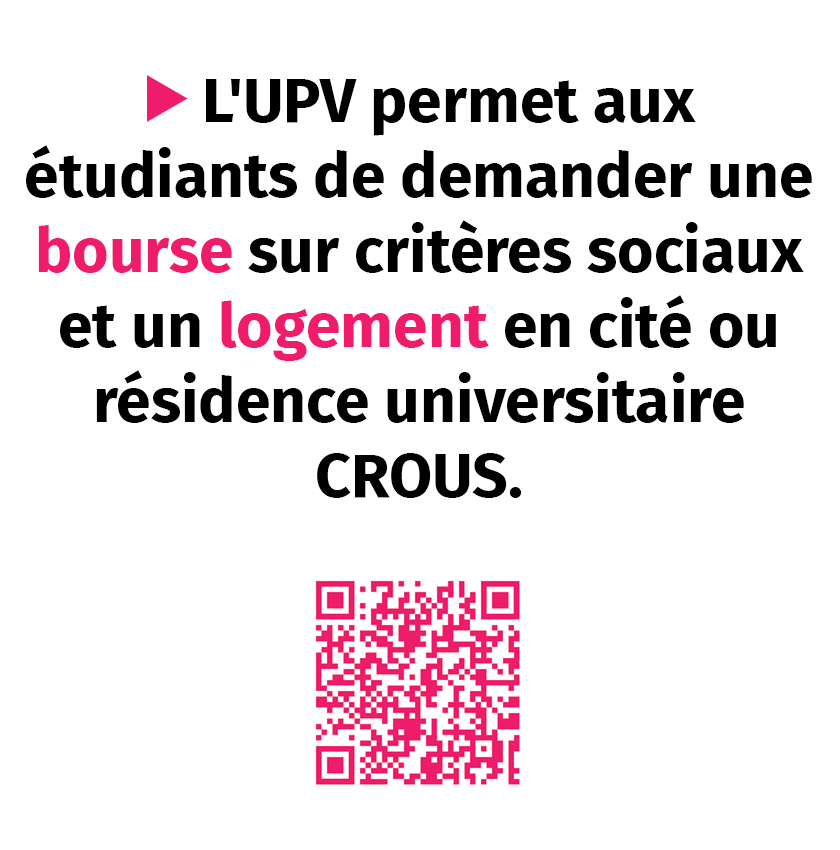 ▶ L'UPV permet aux
étudiants de demander une
bourse sur critères sociaux
et un logement en cité ou
résidence universitaire
CROUS.